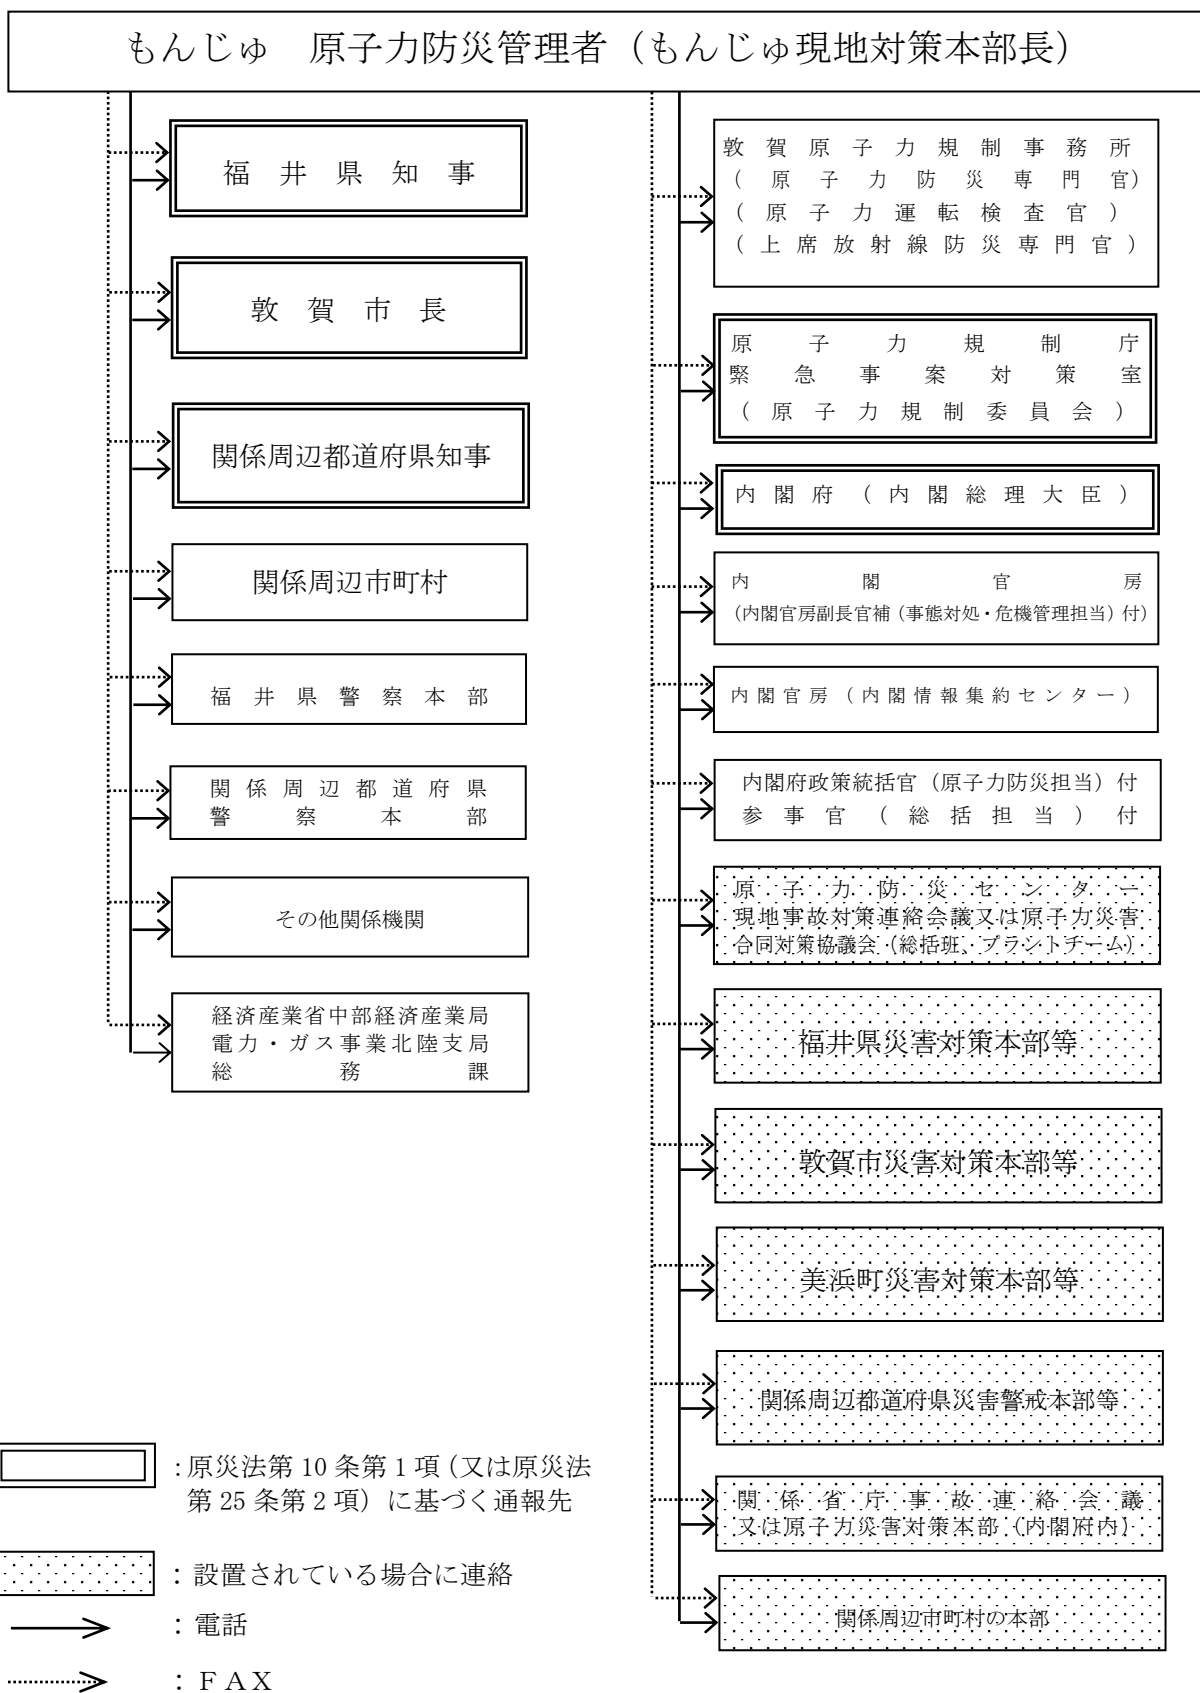 もんじゅ　原子力防災管理者（もんじゅ現地対策本部長）
福井県知事
敦賀市長
関係周辺都道府県知事
関係周辺市町村
福井県警察本部
関係周辺都道府県
警察本部
その他関係機関
経済産業省中部経済産業局
電力・ガス事業北陸支局
総務課
敦賀原子力規制事務所
（原子力防災専門官）
（原子力運転検査官）
（上席放射線防災専門官）
原子力規制庁
緊急事案対策室
（原子力規制委員会）
内閣府（内閣総理大臣）
内閣官房
（内閣官房副長官補（事態対処・危機管理担当）付）
内閣官房（内閣情報集約センター）
内閣府政策統括官（原子力防災担当）付
参事官（総括担当）付
原子力防災センター
現地事故対策連絡会議又は原子力災害
合同対策協議会（総括班、プラントチーム）
福井県災害対策本部等
敦賀市災害対策本部等
美浜町災害対策本部等
関係周辺都道府県災害警戒本部等
関係省庁事故連絡会議
又は原子力災害対策本部（内閣府内）
関係周辺市町村の本部
：原災法第10条第1項（又は原災法
第25条第2項）に基づく通報先
：設置されている場合に連絡
：電話
：ＦＡＸ